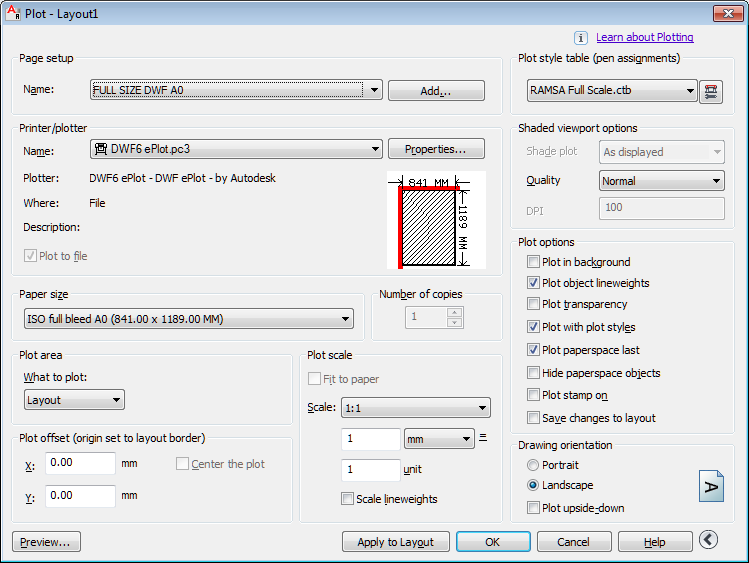 Plot - Layout1
Learn about Plotting
Page setup
Name:
FULL SIZE DWF A0
Add...
Printer/plotter
Name:
DWF6 ePlot.pc3
Properties...
Plotter:
DWF6 ePlot - DWF ePlot - by Autodesk
Where:
File
Description:
Plot to file
841 MM
1189 MM
Paper size
ISO full bleed A0 (841.00 x 1189.00 MM)
Number of copies
1
Plot area
What to plot:
Layout
Plot offset (origin set to layout border)
X:
0.00
mm
Center the plot
Y:
0.00
mm
Plot scale
Fit to paper
Scale:
1:1
1
mm
=
1
unit
Scale lineweights
Plot style table (pen assignments)
RAMSA Full Scale.ctb
Shaded viewport options
Shade plot
As displayed
Quality
Normal
DPI
100
Plot options
Plot in background
Plot object lineweights
Plot transparency
Plot with plot styles
Plot paperspace last
Hide paperspace objects
Plot stamp on
Save changes to layout
Drawing orientation
Portrait
Landscape
Plot upside-down
A
Preview...
Apply to Layout
OK
Cancel
Help